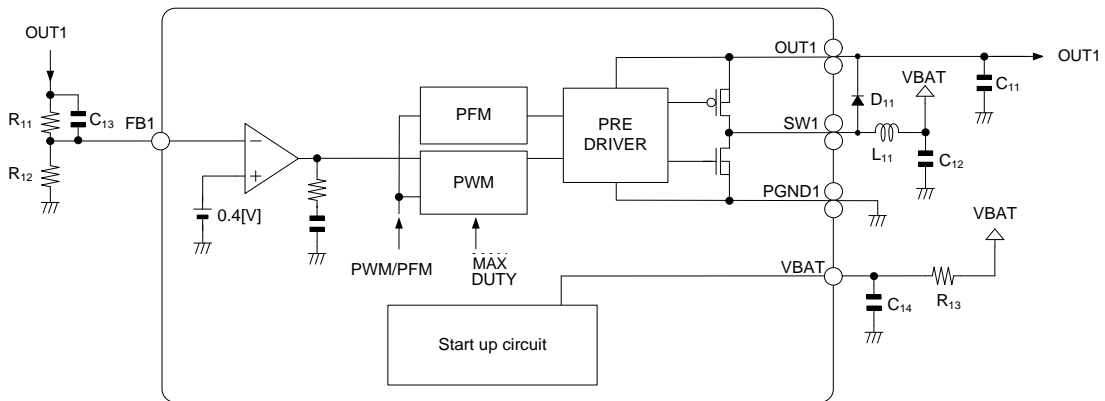 OUT1
R11
C13
FB1
R12
0.4[V]
PFM
PWM
PWM/PFM
MAX
DUTY
PRE
DRIVER
Start up circuit
OUT1
SW1
PGND1
VBAT
D11
VBAT
C11
OUT1
L11
C12
VBAT
C14
R13